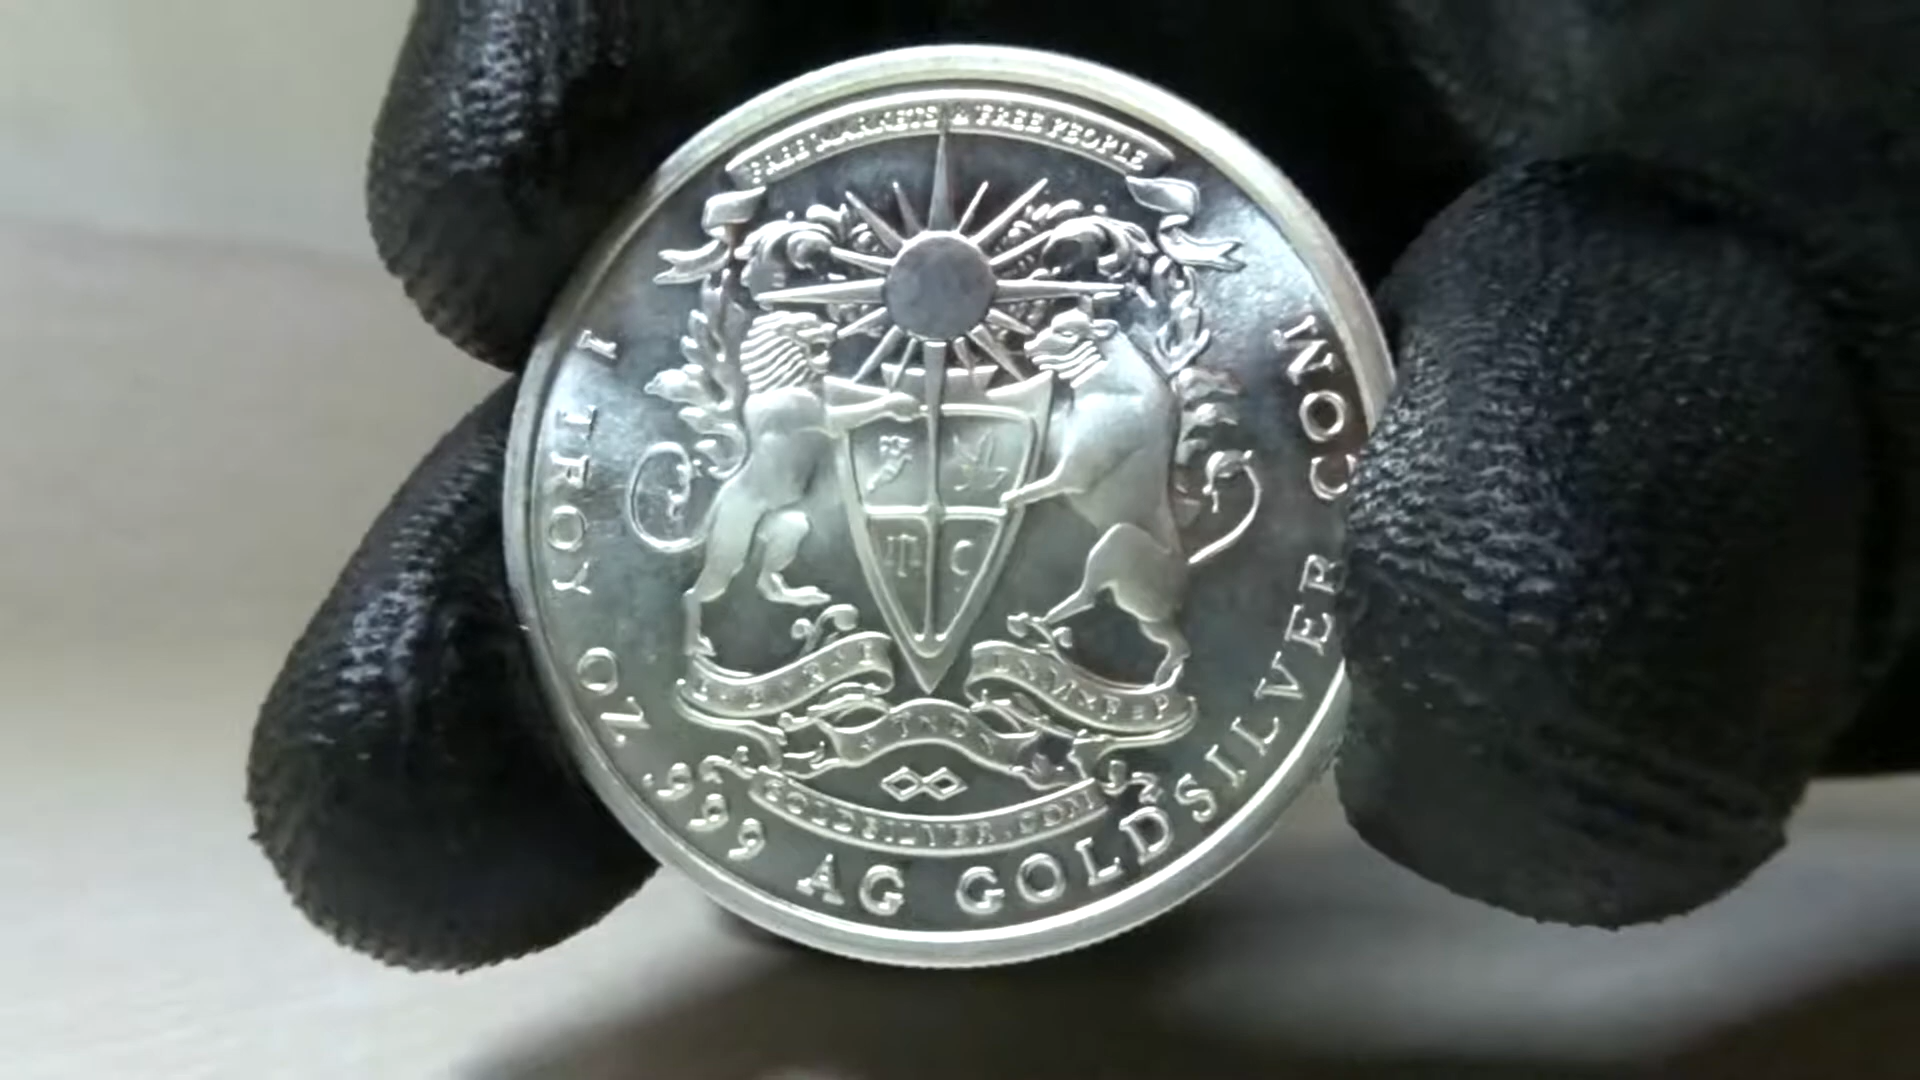 FREE MARKETS & FREE PEOPLE
1 TROY OZ .999 AG GOLDSILVER COM
GOLDSILVER.COM